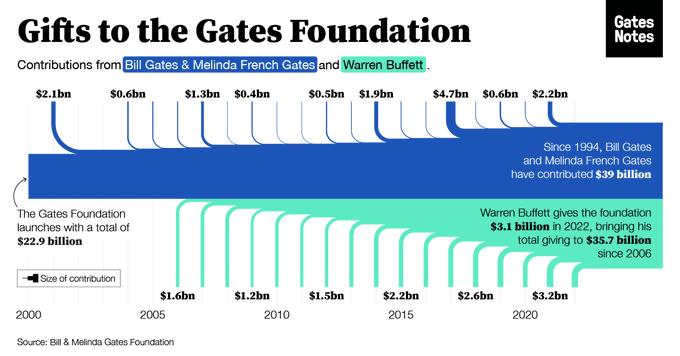 Gifts to the Gates Foundation
Gates
Notes
Contributions from Bill Gates & Melinda French Gates and Warren Buffett.
$2.1bn $0.6bn $1.3bn $0.4bn $0.5bn $1.9bn $4.7bn $0.6bn $2.2bn
Since 1994, Bill Gates
and Melinda French Gates
have contributed $39 billion
The Gates Foundation
launches with a total of
$22.9 billion
Warren Buffett gives the foundation
$3.1 billion in 2022, bringing his
total giving to $35.7 billion
since 2006
Size of contribution
$1.6bn $1.2bn $1.5bn $2.2bn $2.6bn $3.2bn
2000 2005 2010 2015 2020
Source: Bill & Melinda Gates Foundation